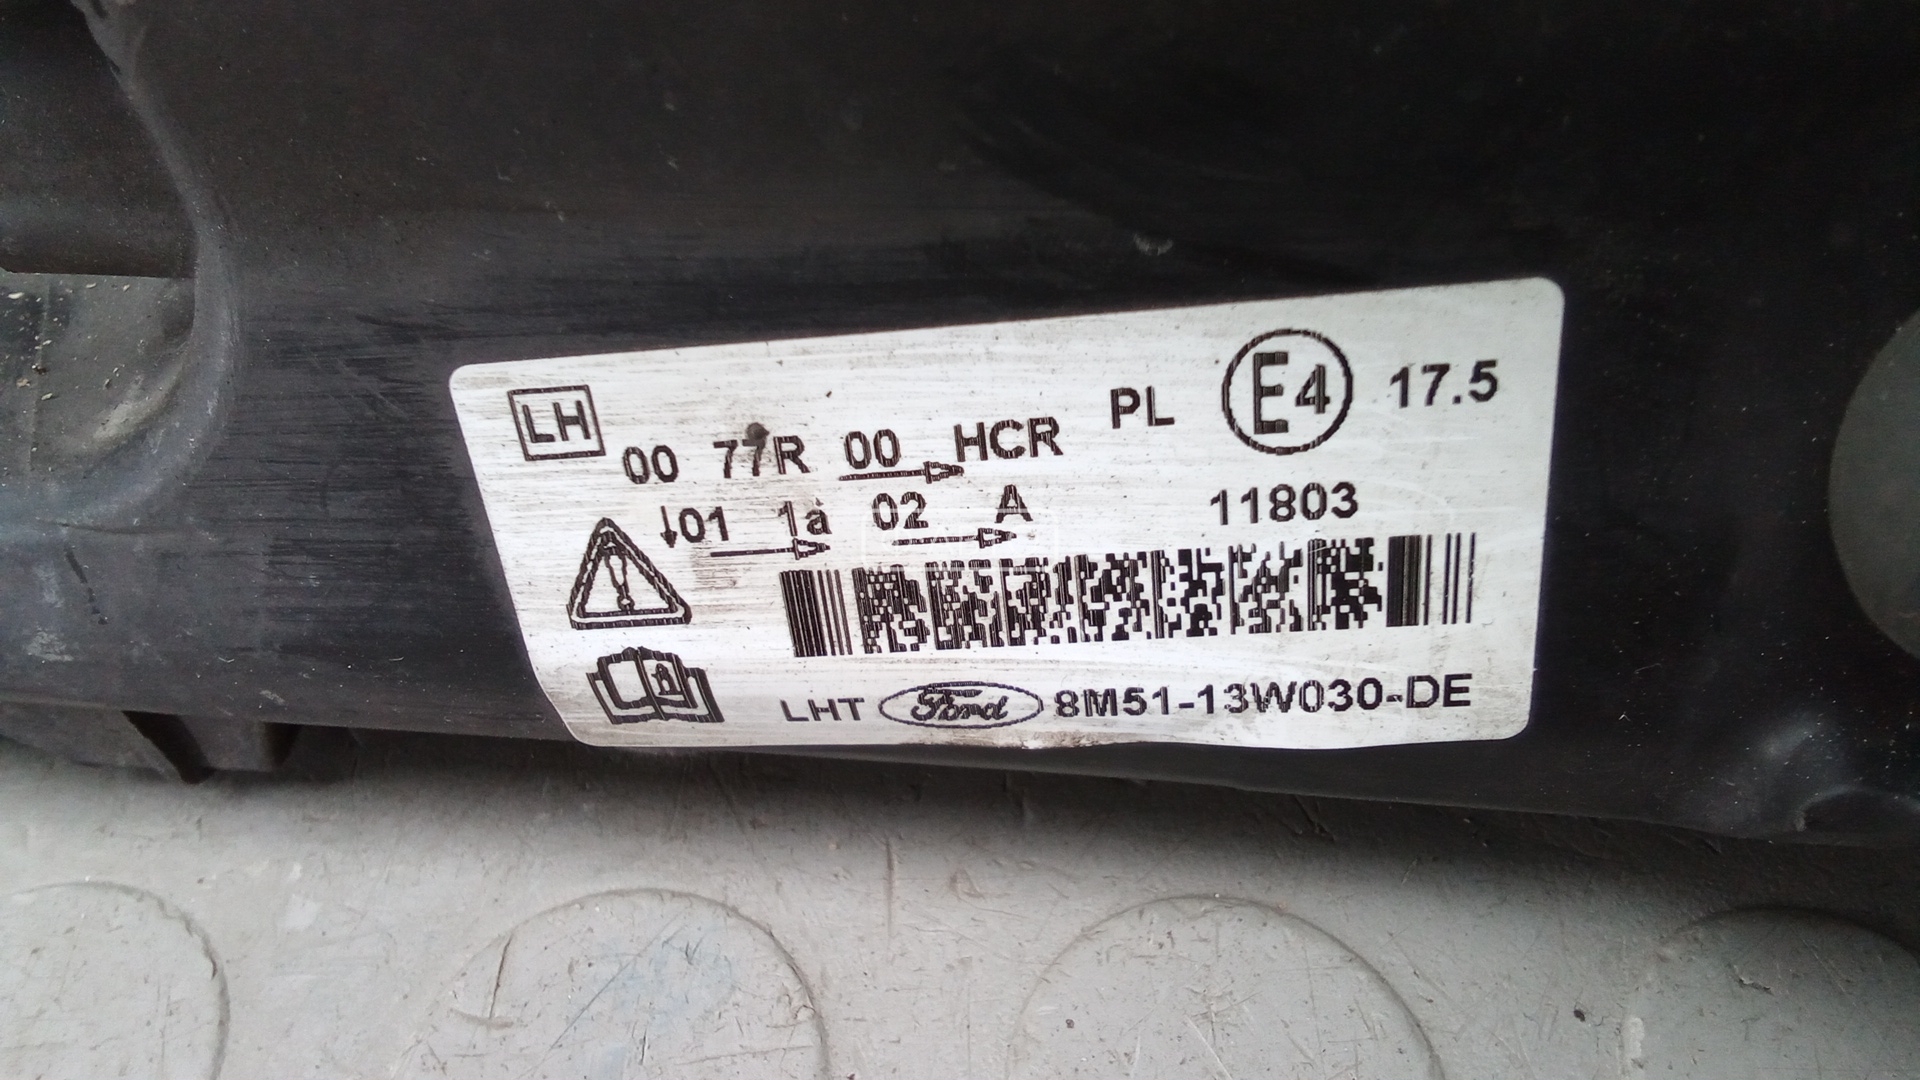 LH
00 77R 00 HCR PL E4 17.5
01 1a 02 A 11803
LHT Ford 8M51-13W030-DE